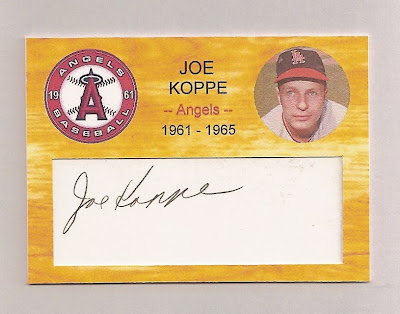 ANGELS
19 A 61
BASEBALL
JOE
KOPPE
-- Angels --
1961 - 1965
LA
Joe Koppe